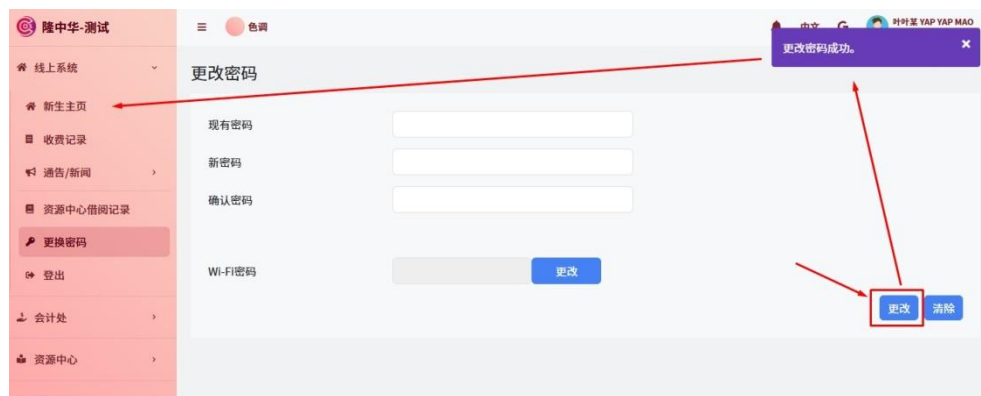 隆中华-测试
色调
中文
叶叶某 YAP YAP MAO
更改密码成功。
线上系统
更改密码
新生主页
收费记录
通告/新闻
资源中心借阅记录
更换密码
登出
会计处
资源中心
现有密码
新密码
确认密码
Wi-Fi密码
更改
更改
清除